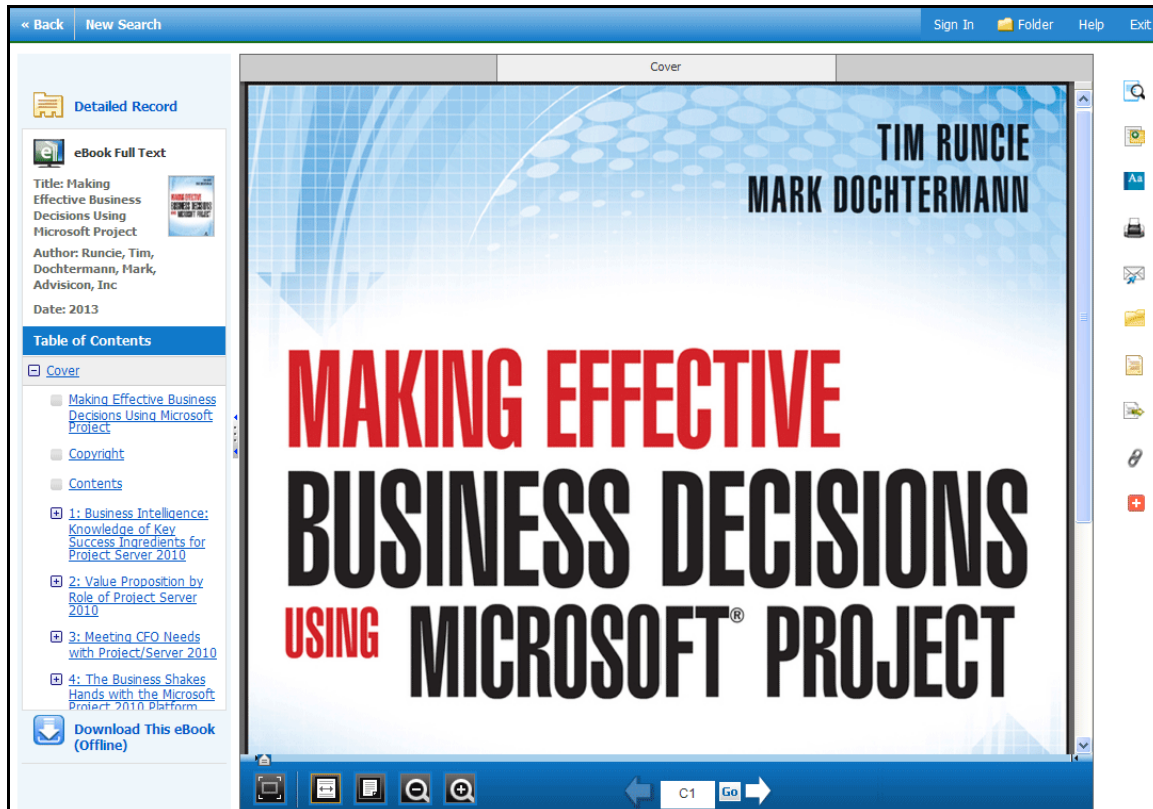 « Back New Search Sign In Folder Help Exit
Detailed Record
eBook Full Text
Title: Making
Effective Business
Decisions Using
Microsoft Project
Author: Runcie, Tim,
Dochtermann, Mark,
Advisicon, Inc
Date: 2013
Table of Contents
Cover
Making Effective Business
Decisions Using Microsoft
Project
Copyright
Contents
1: Business Intelligence:
Knowledge of Key
Success Ingredients for
Project Server 2010
2: Value Proposition by
Role of Project Server
2010
3: Meeting CFO Needs
with Project/Server 2010
4: The Business Shakes
Hands with the Microsoft
Project 2010 Platform
Download This eBook
(Offline)
Cover
TIM RUNCIE
MARK DOCHTERMANN
MAKING EFFECTIVE
BUSINESS DECISIONS
USING MICROSOFT® PROJECT
C1 Go
Aa